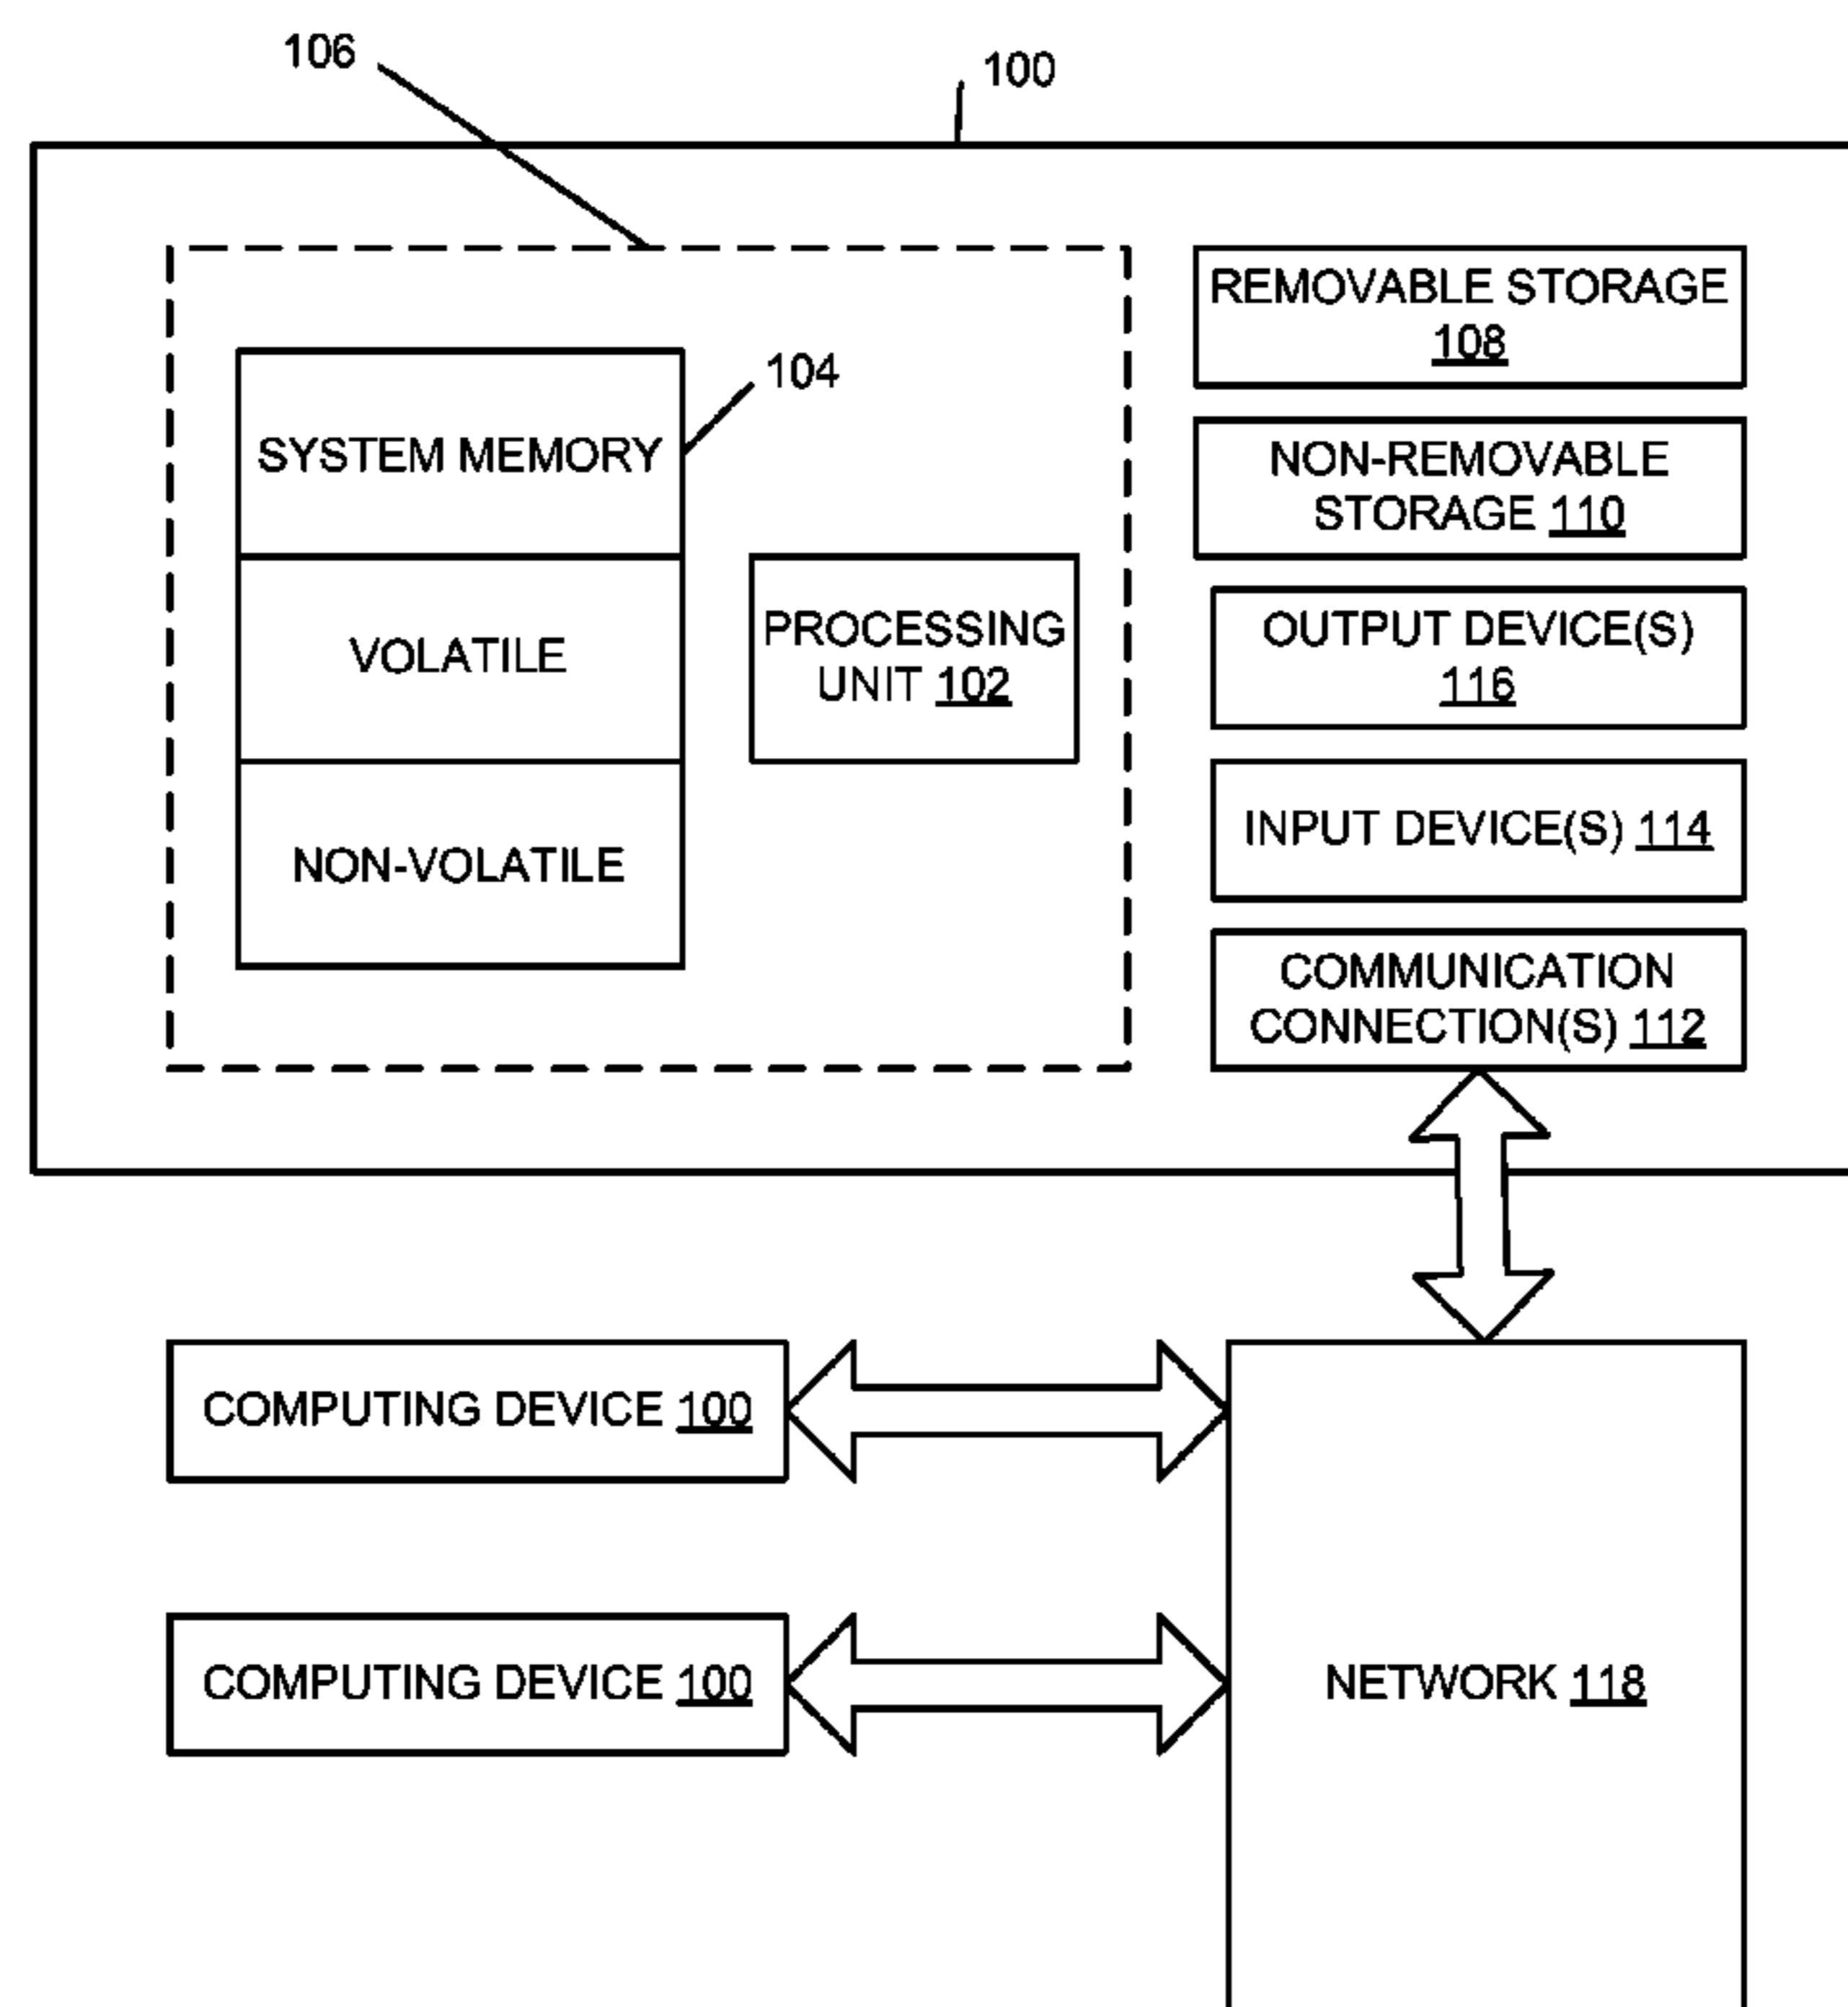 106
100
REMOVABLE STORAGE
108
104
SYSTEM MEMORY
NON-REMOVABLE
STORAGE 110
VOLATILE
PROCESSING
UNIT 102
OUTPUT DEVICE(S)
116
NON-VOLATILE
INPUT DEVICE(S) 114
COMMUNICATION
CONNECTION(S) 112
COMPUTING DEVICE 100
COMPUTING DEVICE 100
NETWORK 118